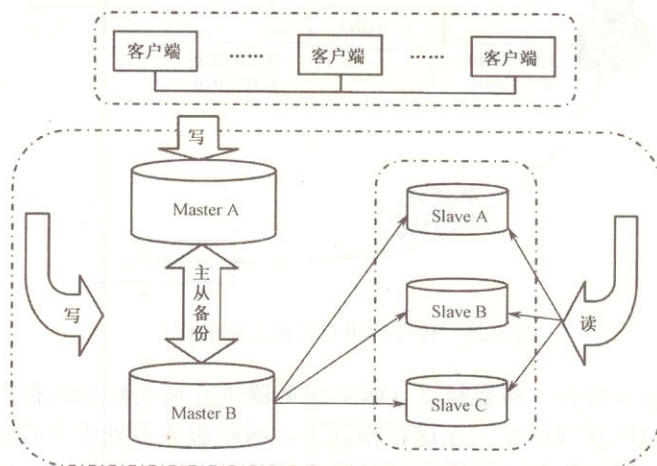 客户端 …… 客户端 …… 客户端
写
Master A
Slave A
主从备份
Slave B
写
读
Master B
Slave C